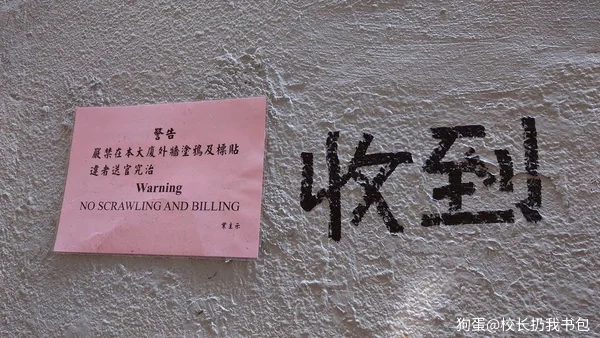 警告
嚴禁在本大廈外牆塗鴉及標貼
違者送官究治
Warning
NO SCRAWLING AND BILLING
業主示
收到
狗蛋@校长扔我书包